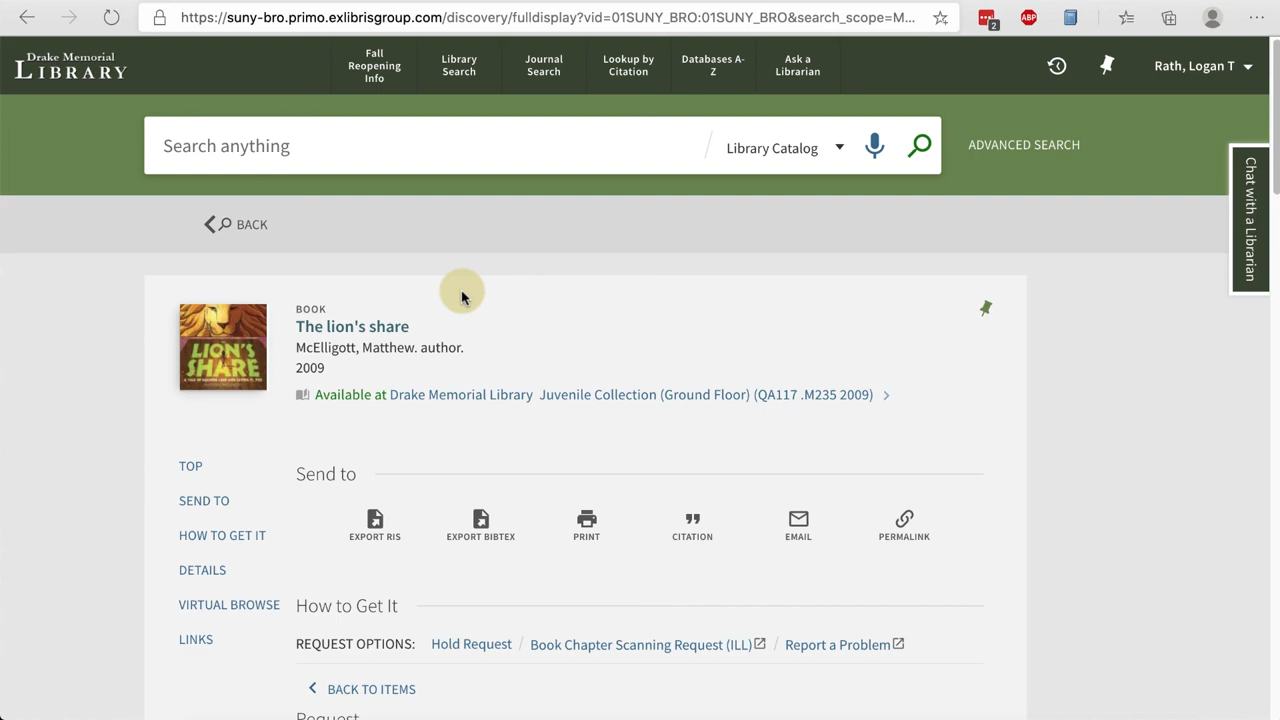 https://suny-bro.primo.exlibrisgroup.com/discovery/fulldisplay?vid=01SUNY_BRO:01SUNY_BRO&search_scope=M...
2
ABP
Drake Memorial
LIBRARY
Fall
Reopening
Info
Library
Search
Journal
Search
Lookup by
Citation
Databases A-
Z
Ask a
Librarian
Rath, Logan T
Search anything
Library Catalog
ADVANCED SEARCH
Chat with a Librarian
BACK
LION'S
SHARE
BOOK
The lion's share
McElligott, Matthew. author.
2009
Available at Drake Memorial Library Juvenile Collection (Ground Floor) (QA117 .M235 2009)
TOP
SEND TO
HOW TO GET IT
DETAILS
VIRTUAL BROWSE
LINKS
Send to
EXPORT RIS
EXPORT BIBTEX
PRINT
CITATION
EMAIL
PERMALINK
How to Get It
REQUEST OPTIONS: Hold Request / Book Chapter Scanning Request (ILL) / Report a Problem
BACK TO ITEMS
Request